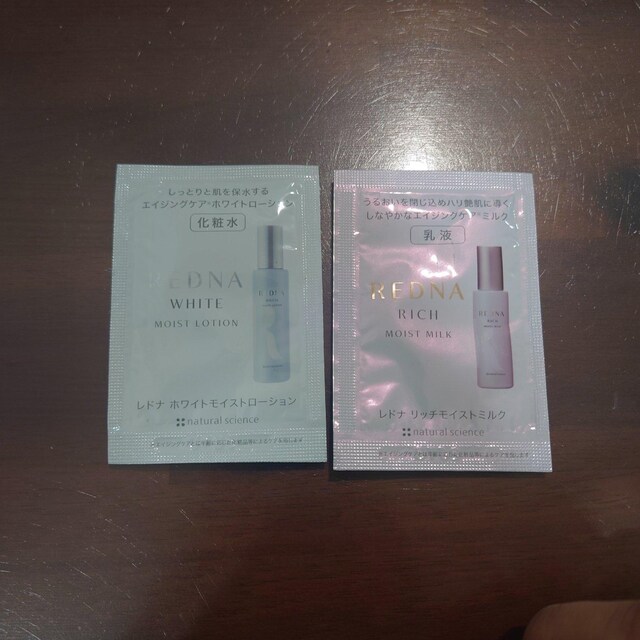 しっとりと肌を保水する
エイジングケア*ホワイトローション
化粧水
REDNA
WHITE
MOIST LOTION
REDNA
レドナ ホワイトモイストローション
natural science
うるおいを閉じ込めハリ艶肌に導く
しなやかなエイジングケア*ミルク
乳液
REDNA
RICH
MOIST MILK
REDNA
RICH
レドナ リッチモイストミルク
natural science